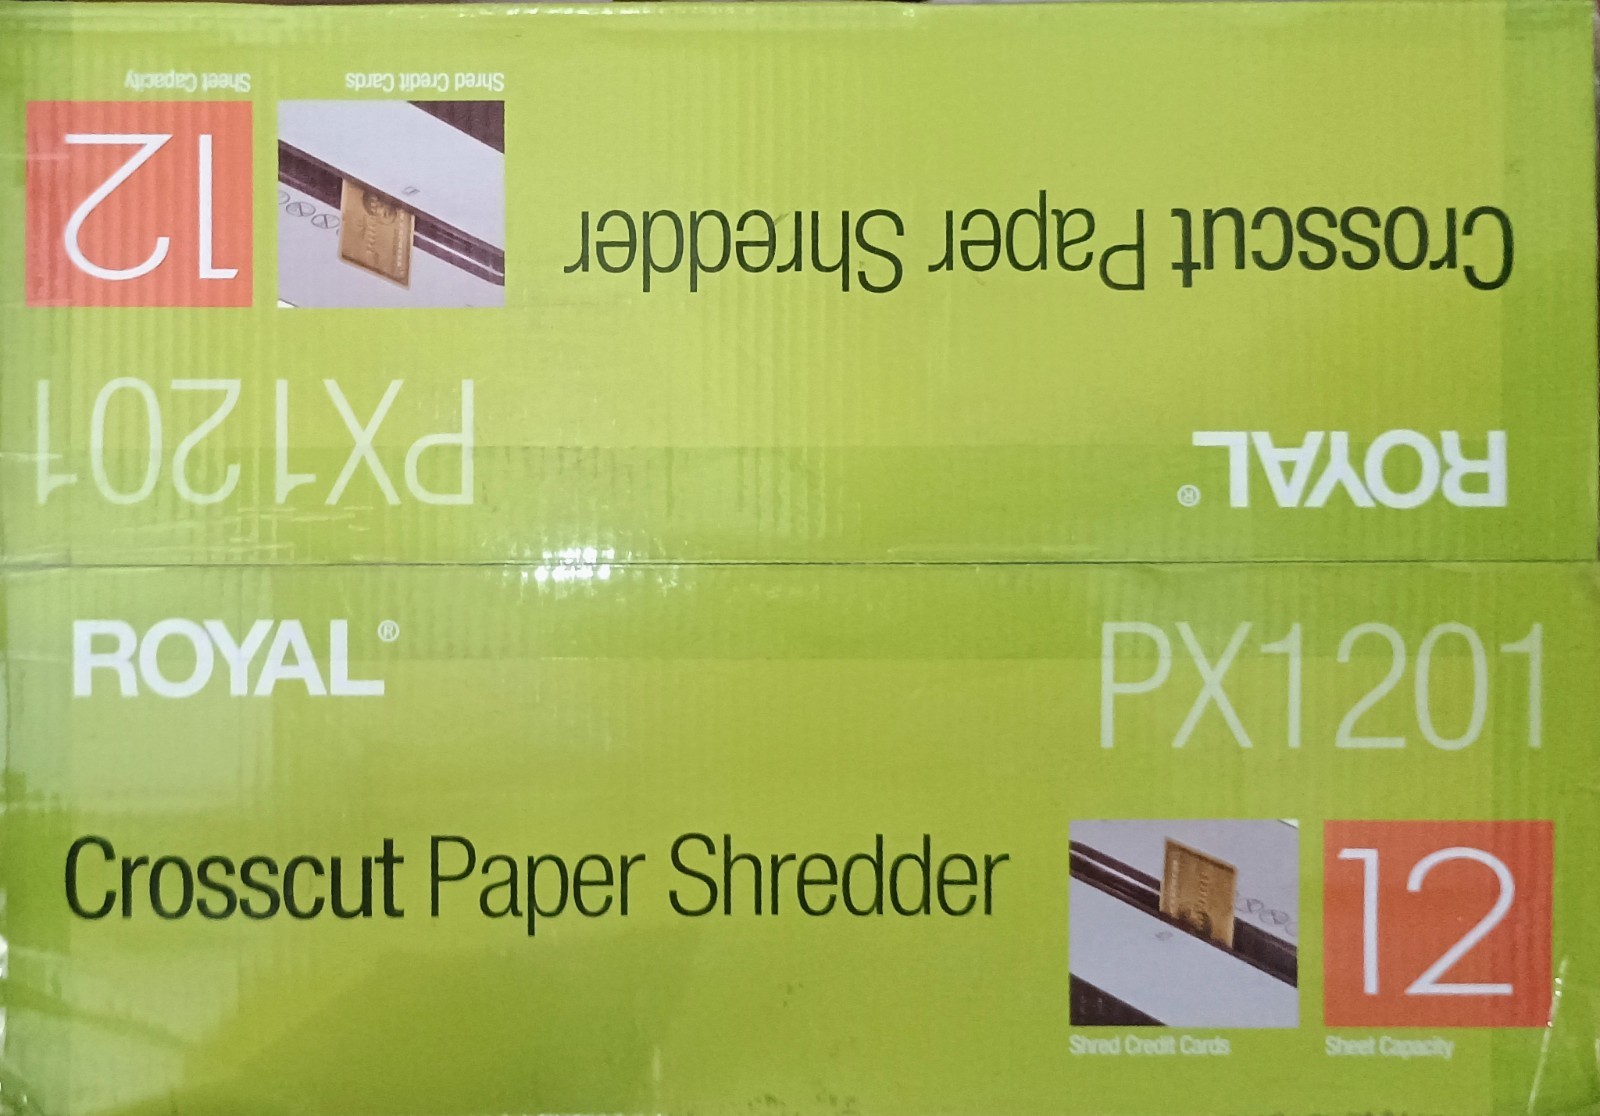 Sheet Capacity
Shred Credit Cards
12
Crosscut Paper Shredder
PX1201
ROYAL®
ROYAL®
PX1201
Crosscut Paper Shredder
12
Shred Credit Cards
Sheet Capacity